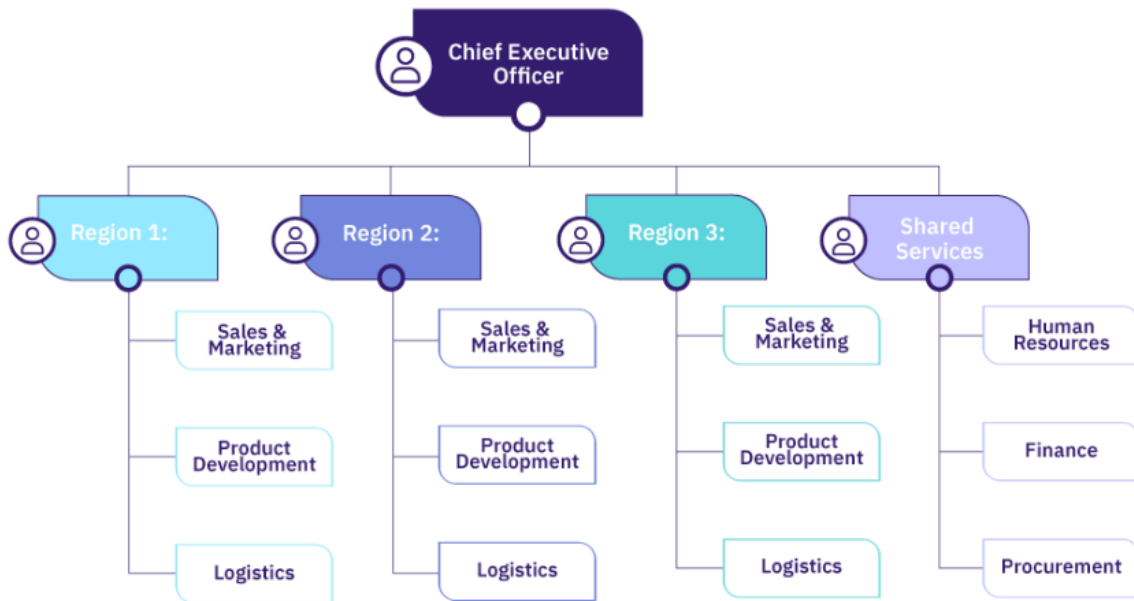 Chief Executive
Officer
Region 1:
Region 2:
Region 3:
Shared
Services
Sales &
Marketing
Sales &
Marketing
Sales &
Marketing
Human
Resources
Product
Development
Product
Development
Product
Development
Finance
Logistics
Logistics
Logistics
Procurement